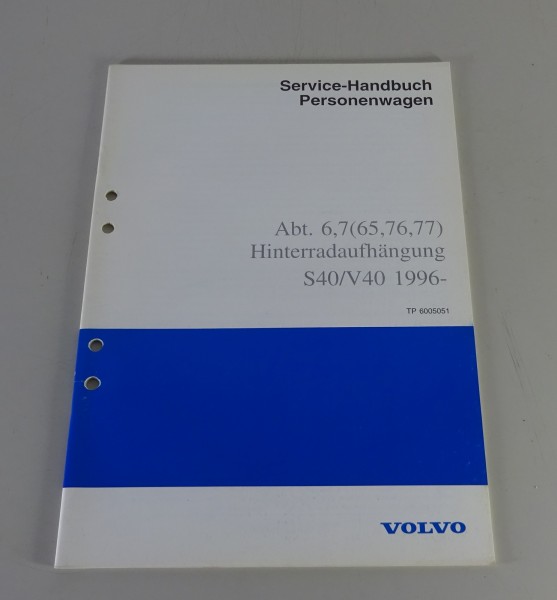 Service-Handbuch
Personenwagen
Abt. 6,7(65,76,77)
Hinterradaufhängung
S40/V40 1996-
TP 6005051
VOLVO